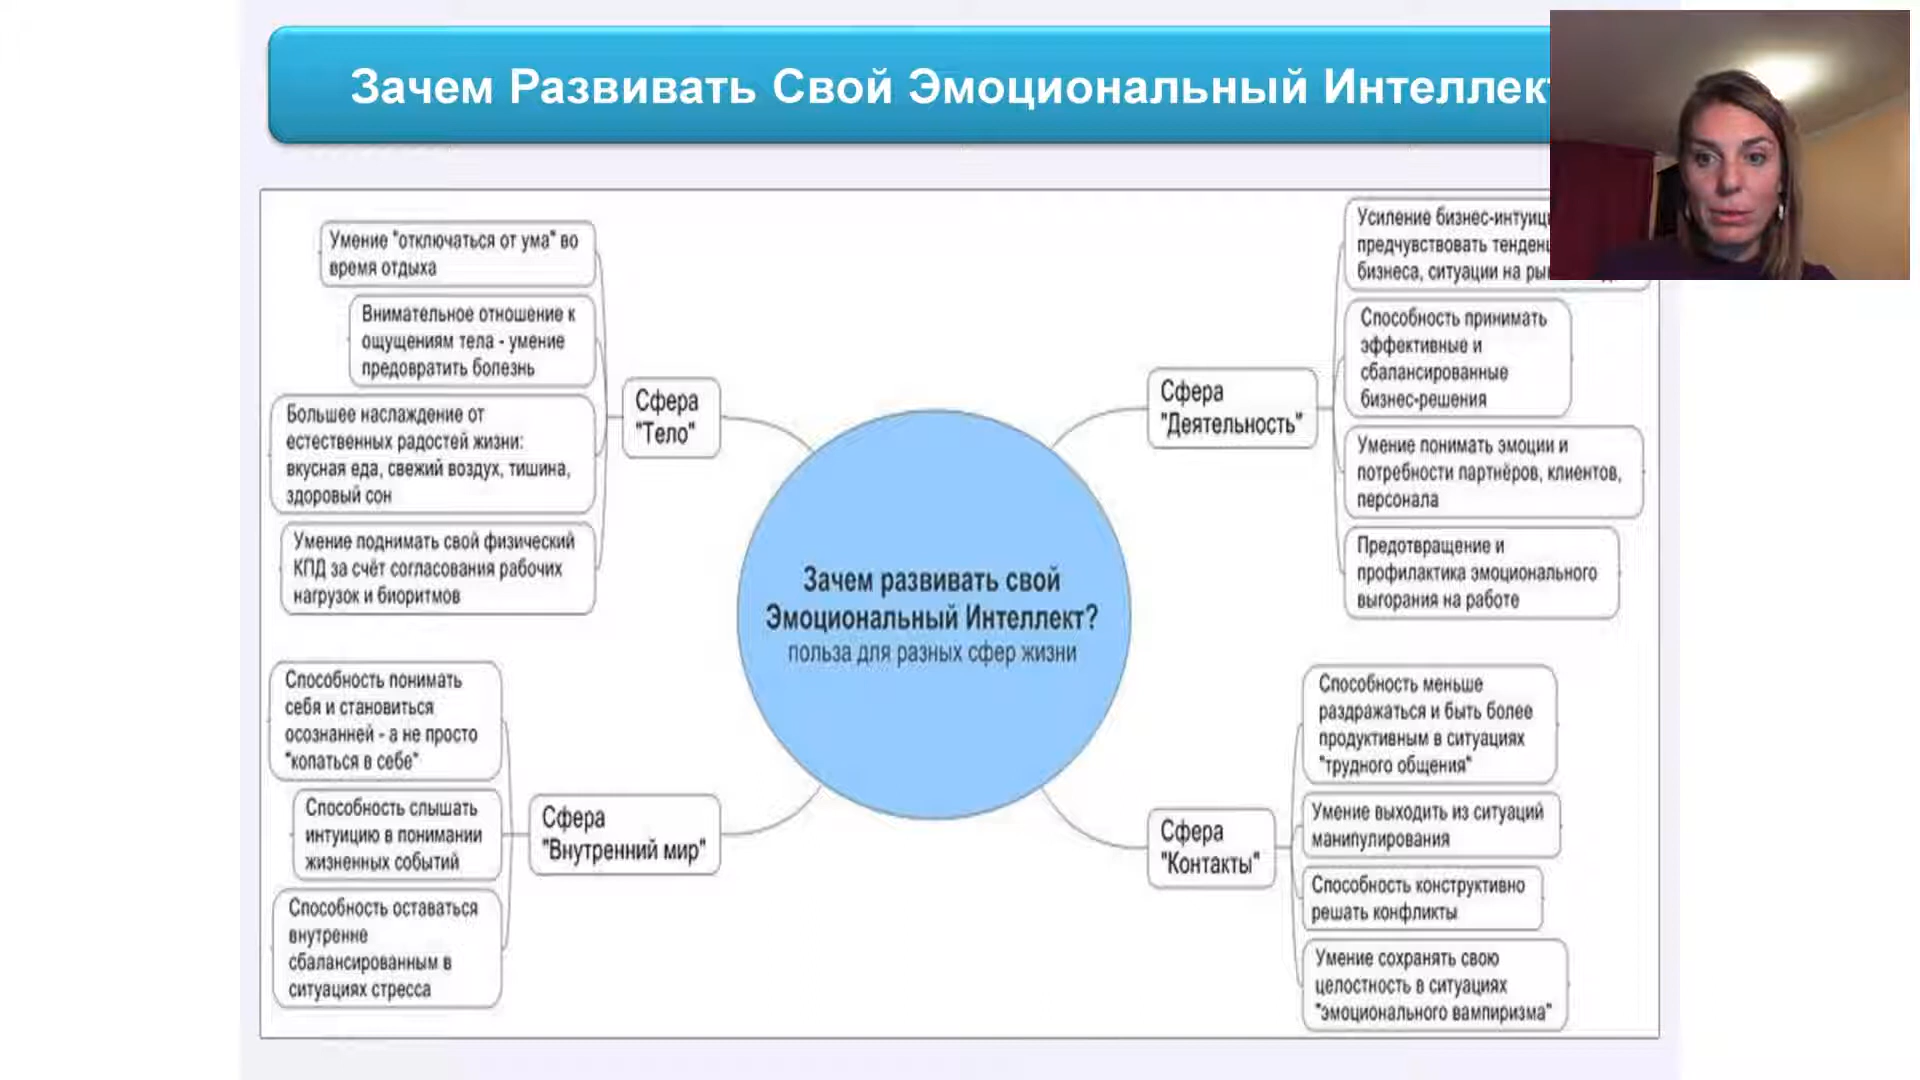 Зачем Развивать Свой Эмоциональный Интеллект
Умение "отключаться от ума" во
время отдыха
Внимательное отношение к
ощущениям тела - умение
предовратить болезнь
Большее наслаждение от
естественных радостей жизни:
вкусная еда, свежий воздух, тишина,
здоровый сон
Умение поднимать свой физический
КПД за счёт согласования рабочих
нагрузок и биоритмов
Сфера
"Тело"
Способность понимать
себя и становиться
осознанней - а не просто
"копаться в себе"
Способность слышать
интуицию в понимании
жизненных событий
Способность оставаться
внутренне
сбалансированным в
ситуациях стресса
Сфера
"Внутренний мир"
Зачем развивать свой
Эмоциональный Интеллект?
польза для разных сфер жизни
Сфера
"Деятельность"
Усиление
предчувствовать
бизнеса, ситуации на
Способность принимать
эффективные и
сбалансированные
бизнес-решения
Умение понимать эмоции и
потребности партнёров, клиентов,
персонала
Предотвращение и
профилактика эмоционального
выгорания на работе
Сфера
"Контакты"
Способность меньше
раздражаться и быть более
продуктивным в ситуациях
"трудного общения"
Умение выходить из ситуаций
манипулирования
Способность конструктивно
решать конфликты
Умение сохранять свою
целостность в ситуациях
"эмоционального вампиризма"